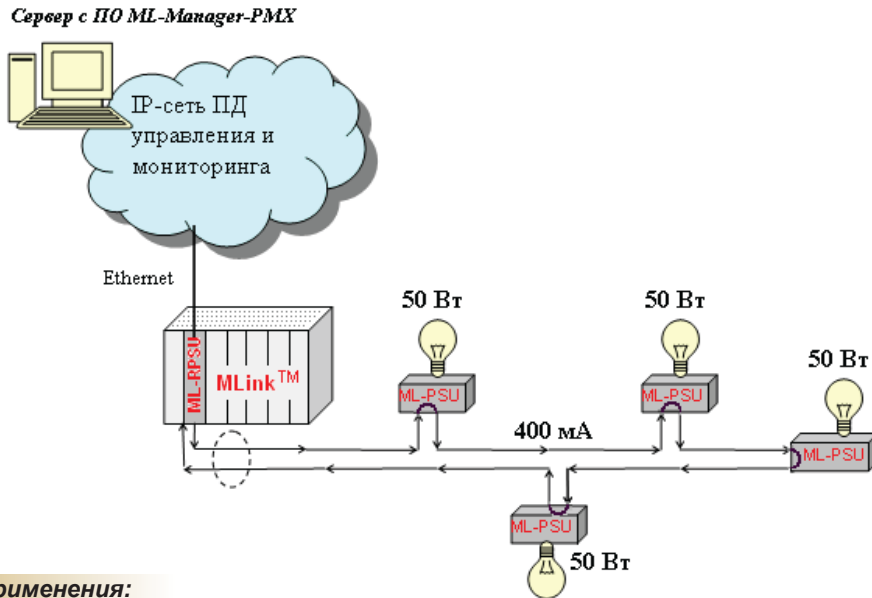 Сервер с ПО ML-Manager-PMX
IP-сеть ПД
управления и
мониторинга
Ethernet
ML-RPSU
MLink™
50 Вт
ML-PSU
50 Вт
ML-PSU
50 Вт
ML-PSU
400 мА
ML-PSU
50 Вт
рименения: